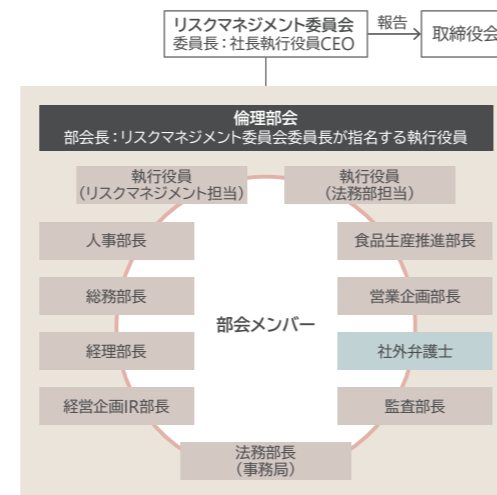 リスクマネジメント委員会
委員長：社長執行役員CEO
報告
取締役会
倫理部会
部会長：リスクマネジメント委員会委員長が指名する執行役員
執行役員
（リスクマネジメント担当）
執行役員
（法務部担当）
人事部長
食品生産推進部長
総務部長
営業企画部長
部会メンバー
経理部長
社外弁護士
経営企画IR部長
監査部長
法務部長
（事務局）